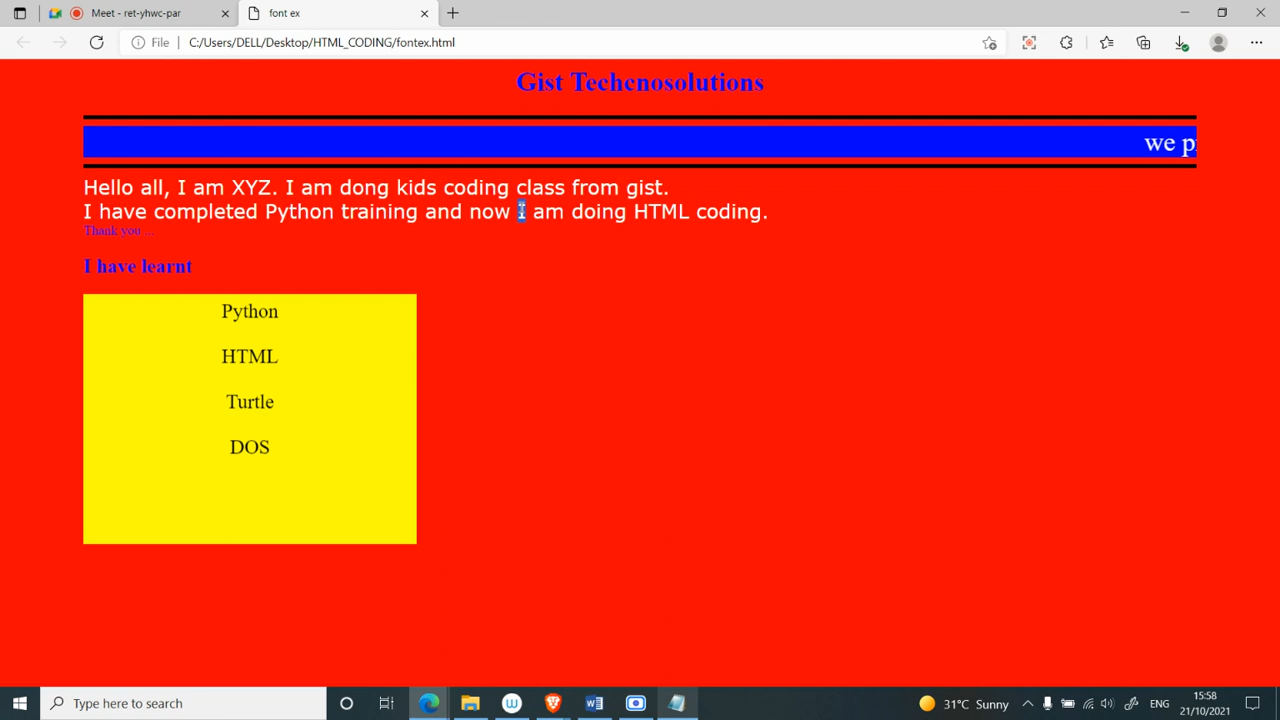 Meet - ret-yhwc-par
font ex
File
C:/Users/DELL/Desktop/HTML_CODING/fontex.html
Gist Techcnosolutions
we p
Hello all, I am XYZ. I am dong kids coding class from gist.
I have completed Python training and now I am doing HTML coding.
Thank you ...
I have learnt
Python
HTML
Turtle
DOS
Type here to search
31°C Sunny
ENG
15:58
21/10/2021